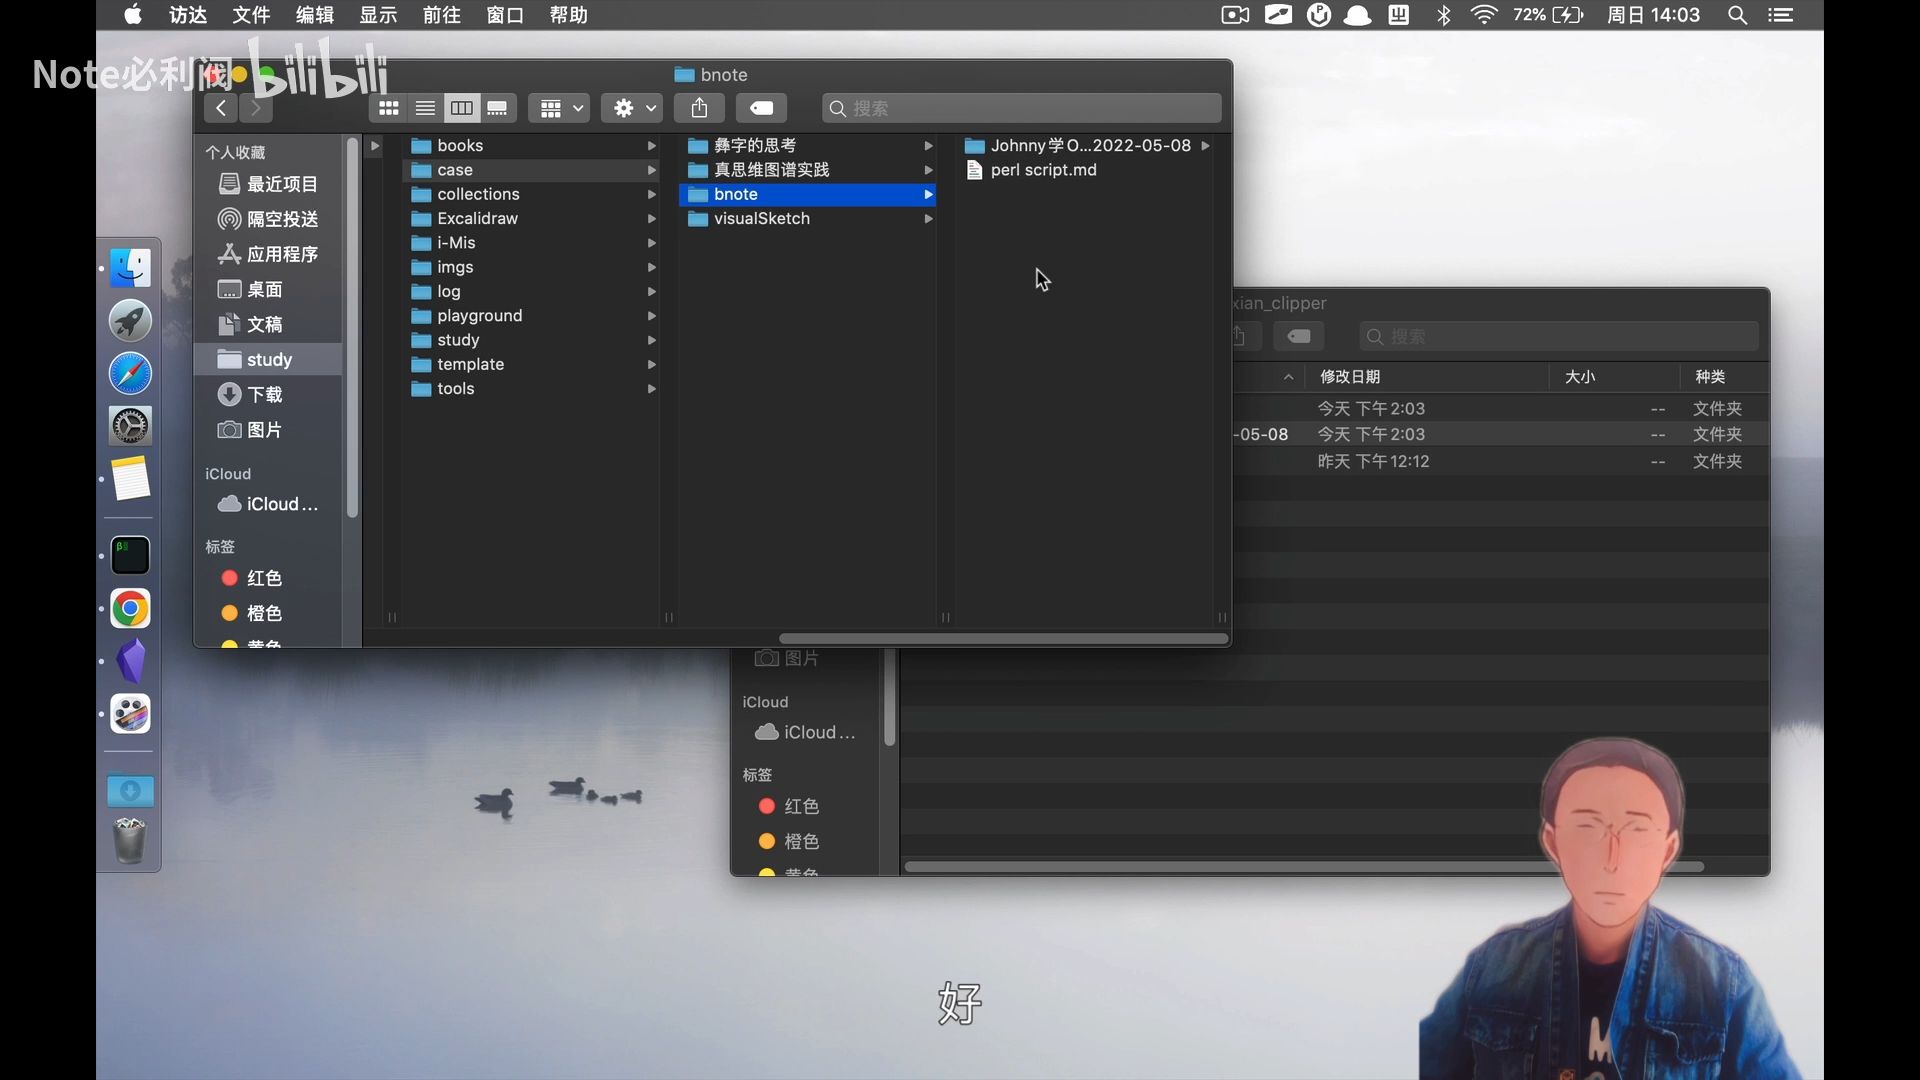 访达 文件 编辑 显示 前往 窗口 帮助
72% 周日 14:03
Note必利阀 bilibili
bnote
搜索
个人收藏
最近项目
隔空投送
应用程序
桌面
文稿
study
下载
图片
iCloud
iCloud…
标签
红色
橙色
黄色
books
case
collections
Excalidraw
i-Mis
imgs
log
playground
study
template
tools
彝字的思考
真思维图谱实践
bnote
visualSketch
Johnny学O...2022-05-08
perl script.md
xian_clipper
搜索
修改日期 大小 种类
今天 下午2:03 -- 文件夹
-05-08 今天 下午2:03 -- 文件夹
昨天 下午12:12 -- 文件夹
图片
iCloud
iCloud…
标签
红色
橙色
黄色
好